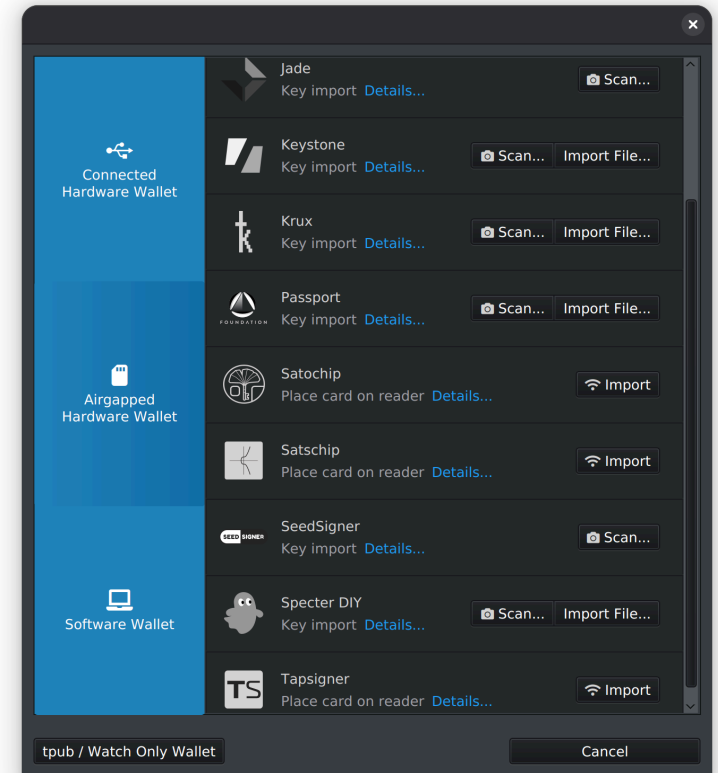 Connected
Hardware Wallet
Airgapped
Hardware Wallet
Software Wallet
Jade
Key import Details...
Scan...
Keystone
Key import Details...
Scan... Import File...
Krux
Key import Details...
Scan... Import File...
FOUNDATION
Passport
Key import Details...
Scan... Import File...
Satochip
Place card on reader Details...
Import
Satschip
Place card on reader Details...
Import
SEED SIGNER
SeedSigner
Key import Details...
Scan...
Specter DIY
Key import Details...
Scan... Import File...
TS
Tapsigner
Place card on reader Details...
Import
tpub / Watch Only Wallet
Cancel